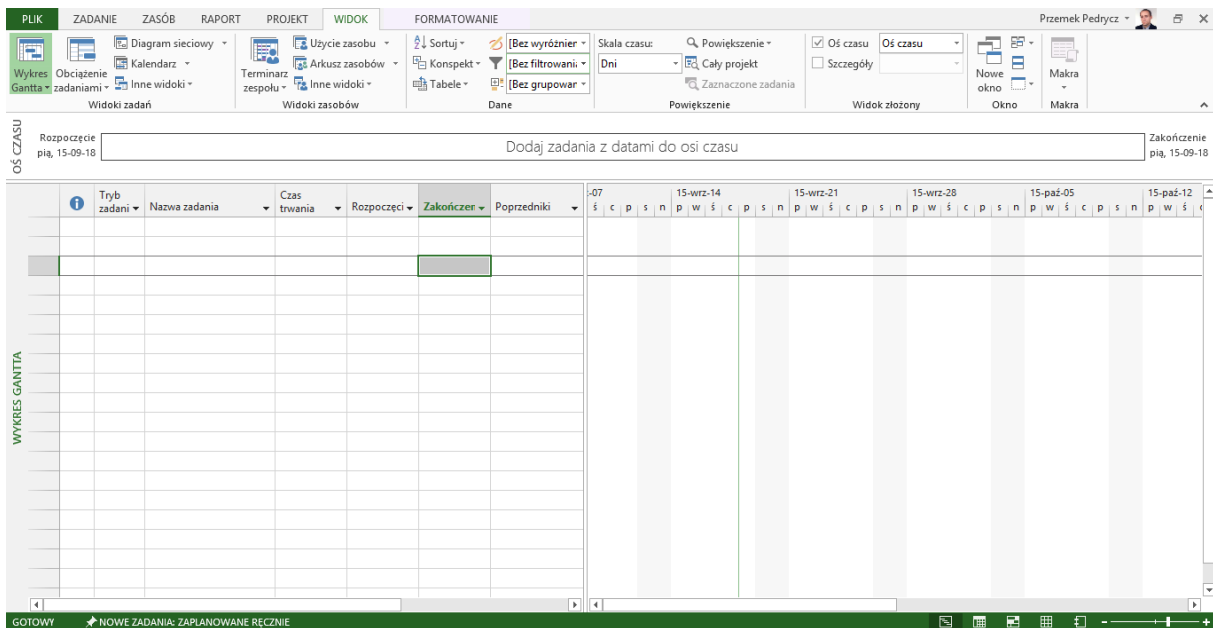 PLIK ZADANIE ZASÓB RAPORT PROJEKT WIDOK FORMATOWANIE Przemek Pedrycz
Wykres Gantta
Obciążenie zadaniami
Diagram sieciowy
Kalendarz
Inne widoki
Widoki zadań
Terminarz zespołu
Użycie zasobu
Arkusz zasobów
Inne widoki
Widoki zasobów
Sortuj
Konspekt
Tabele
[Bez wyróżnier
[Bez filtrowani
[Bez grupowar
Dane
Skala czasu:
Dni
Powiększenie
Cały projekt
Zaznaczone zadania
Powiększenie
Oś czasu Oś czasu
Szczegóły
Widok złożony
Nowe okno
Okno
Makra
Makra
OŚ CZASU
Rozpoczęcie
pią, 15-09-18
Dodaj zadania z datami do osi czasu
Zakończenie
pią, 15-09-18
Tryb zadani
Nazwa zadania
Czas trwania
Rozpoczęci
Zakończer
Poprzedniki
-07 15-wrz-14 15-wrz-21 15-wrz-28 15-paź-05 15-paź-12
ś c p s n p w ś c p s n p w ś c p s n p w ś c p s n p w ś c p s n p w ś
WYKRES GANTTA
GOTOWY NOWE ZADANIA: ZAPLANOWANE RĘCZNIE